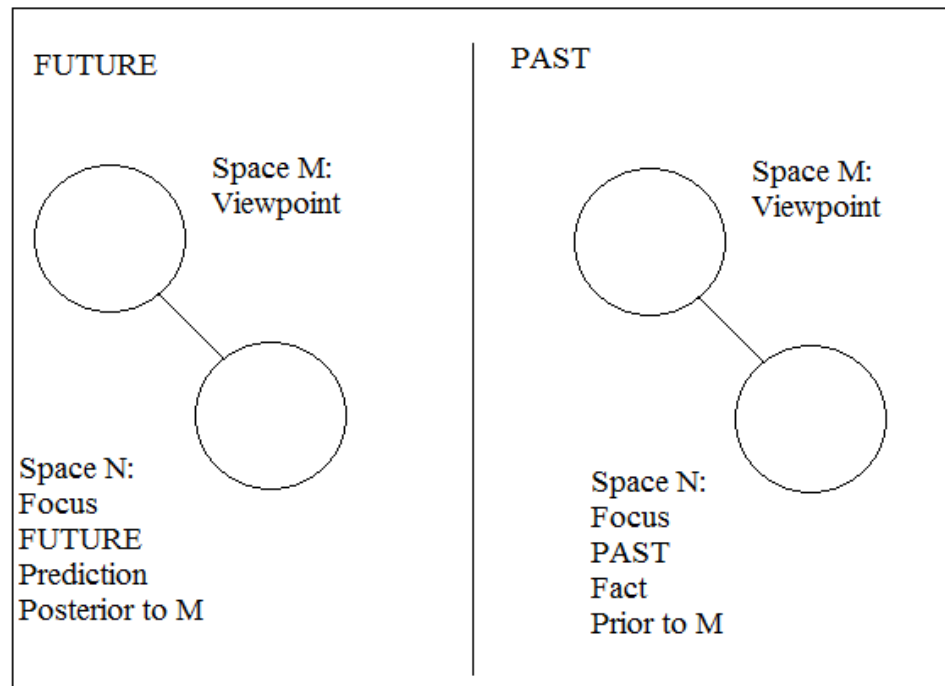 FUTURE
Space M:
Viewpoint
Space N:
Focus
FUTURE
Prediction
Posterior to M
PAST
Space M:
Viewpoint
Space N:
Focus
PAST
Fact
Prior to M